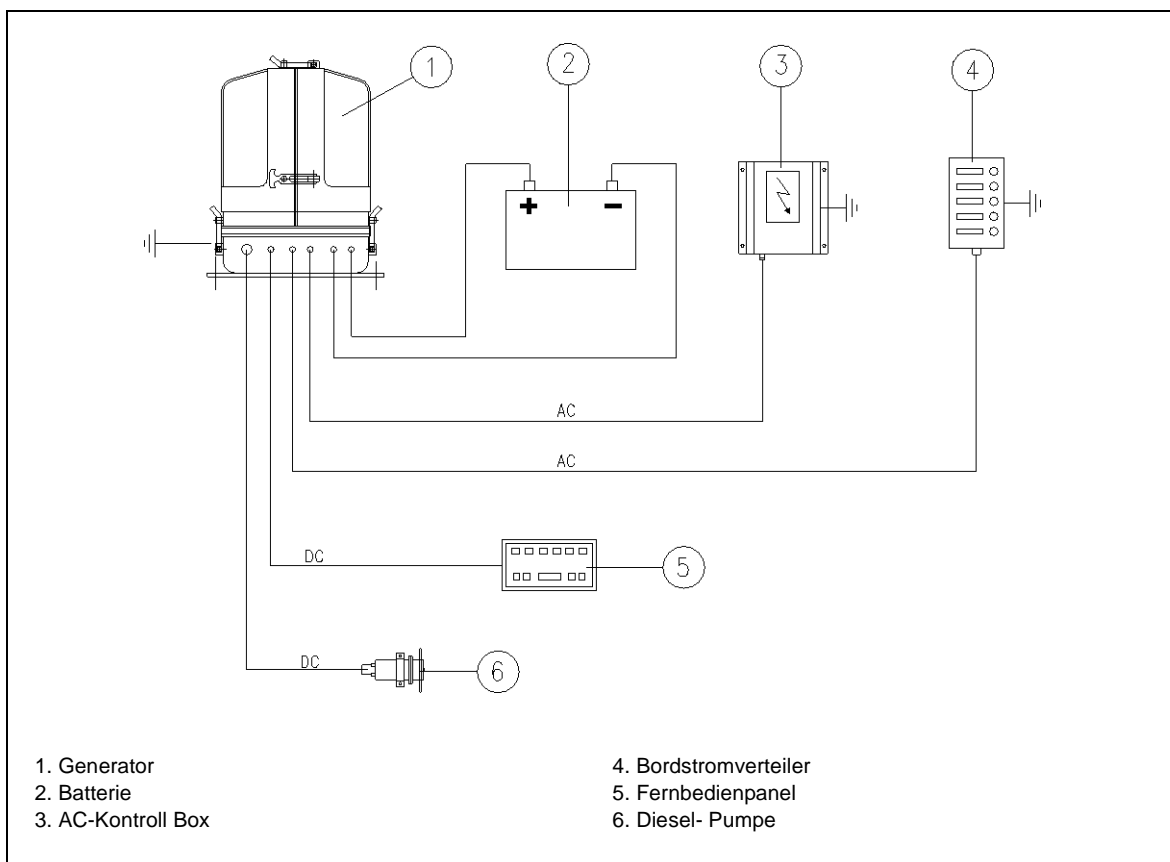 1
2
3
4
+
−
AC
AC
DC
5
DC
6
1. Generator
2. Batterie
3. AC-Kontroll Box
4. Bordstromverteiler
5. Fernbedienpanel
6. Diesel- Pumpe